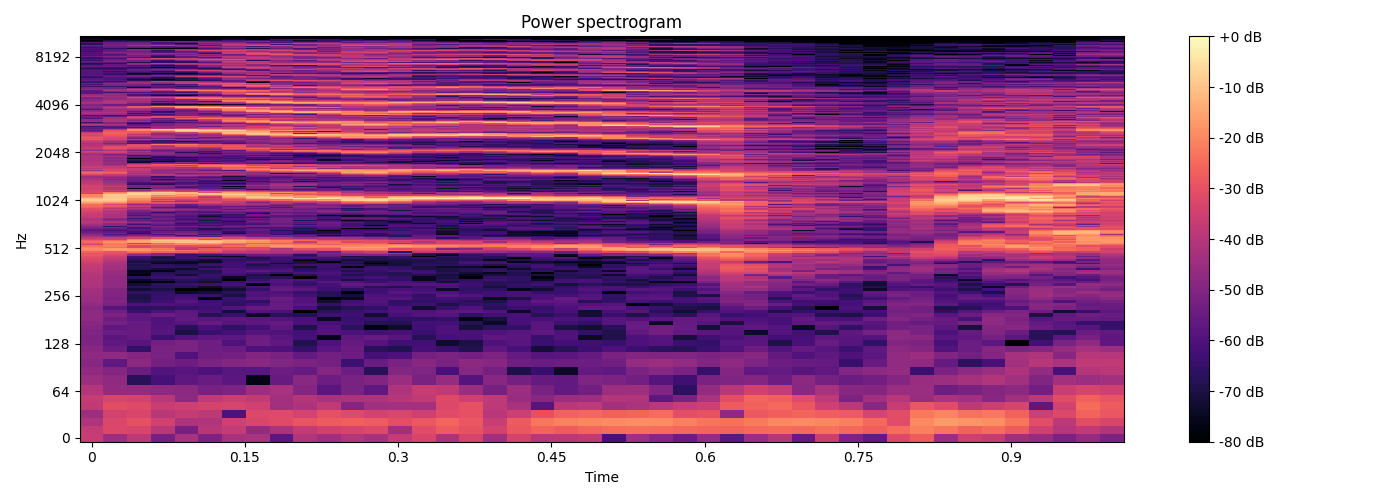 Power spectrogram
Hz
8192
4096
2048
1024
512
256
128
64
0
0 0.15 0.3 0.45 0.6 0.75 0.9
Time
+0 dB
-10 dB
-20 dB
-30 dB
-40 dB
-50 dB
-60 dB
-70 dB
-80 dB